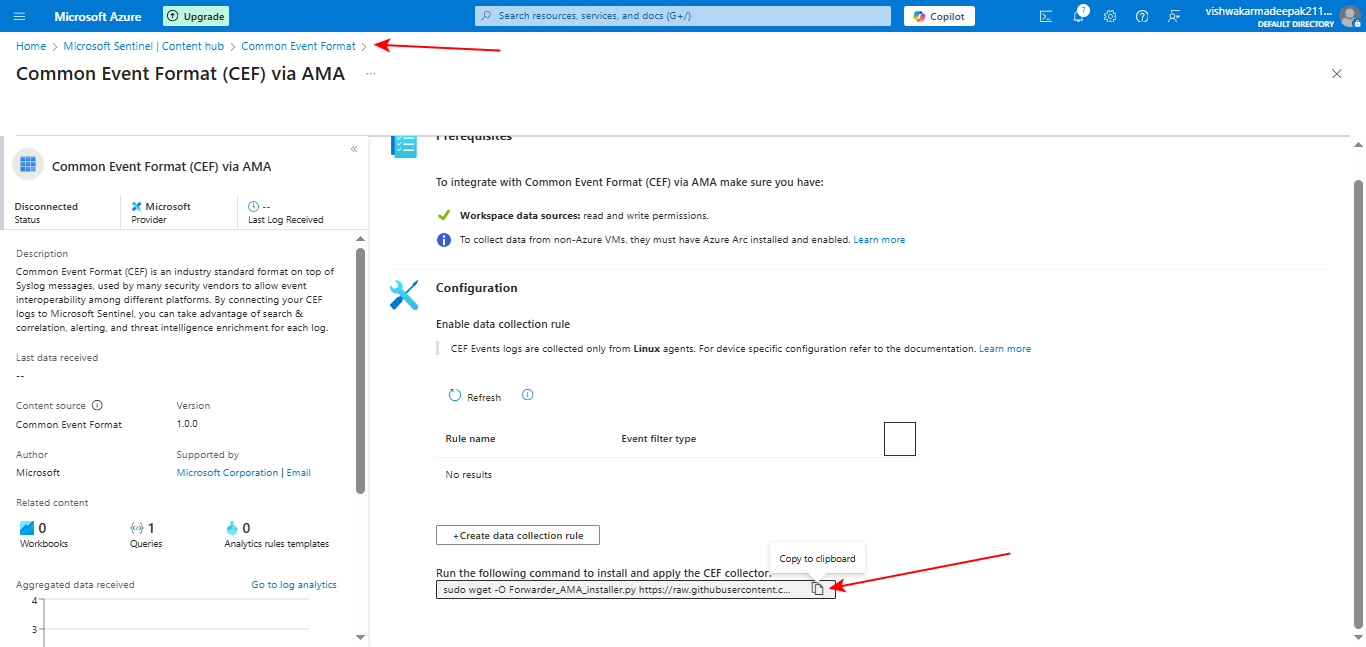 Microsoft Azure
Upgrade
Search resources, services, and docs (G+/)
Copilot
7
vishwakarmadeepak211...
DEFAULT DIRECTORY
Home > Microsoft Sentinel | Content hub > Common Event Format >
Common Event Format (CEF) via AMA ...
Common Event Format (CEF) via AMA
Disconnected
Status
Microsoft
Provider
--
Last Log Received
Description
Common Event Format (CEF) is an industry standard format on top of
Syslog messages, used by many security vendors to allow event
interoperability among different platforms. By connecting your CEF
logs to Microsoft Sentinel, you can take advantage of search &
correlation, alerting, and threat intelligence enrichment for each log.
Last data received
--
Content source
Common Event Format
Version
1.0.0
Author
Microsoft
Supported by
Microsoft Corporation | Email
Related content
0
Workbooks
1
Queries
0
Analytics rules templates
Aggregated data received
Go to log analytics
4
3
Prerequisites
To integrate with Common Event Format (CEF) via AMA make sure you have:
Workspace data sources: read and write permissions.
To collect data from non-Azure VMs, they must have Azure Arc installed and enabled. Learn more
Configuration
Enable data collection rule
CEF Events logs are collected only from Linux agents. For device specific configuration refer to the documentation. Learn more
Refresh
Rule name
Event filter type
No results
+Create data collection rule
Copy to clipboard
Run the following command to install and apply the CEF collector:
sudo wget -O Forwarder_AMA_installer.py https://raw.githubusercontent.c...